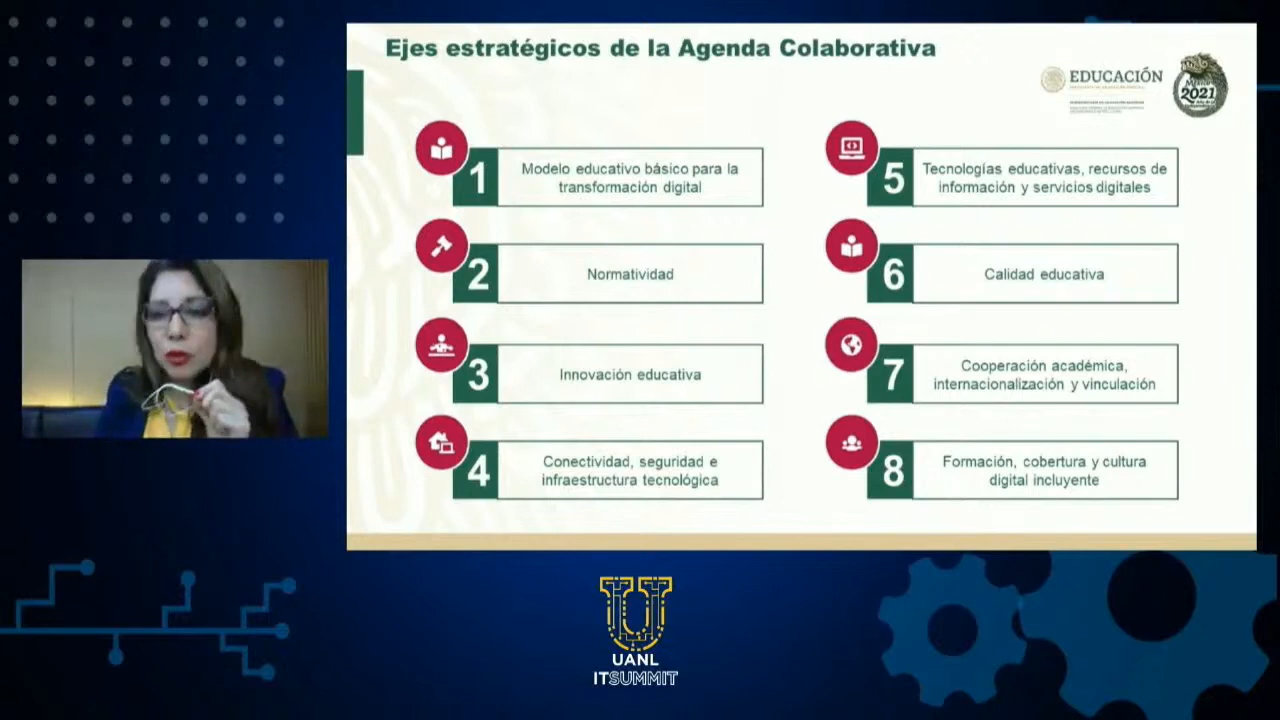 Ejes estratégicos de la Agenda Colaborativa
EDUCACIÓN
México
2021
1
Modelo educativo básico para la
transformación digital
2
Normatividad
3
Innovación educativa
4
Conectividad, seguridad e
infraestructura tecnológica
5
Tecnologías educativas, recursos de
información y servicios digitales
6
Calidad educativa
7
Cooperación académica,
internacionalización y vinculación
8
Formación, cobertura y cultura
digital incluyente
U
UANL
ITSUMMIT